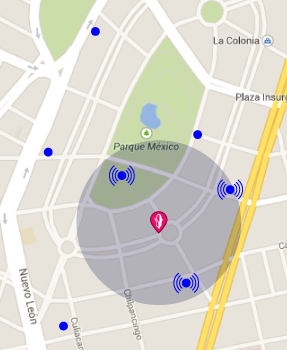 La Colonia
Plaza Insurg
Parque México
Nuevo León
Culiacan
Chilpancingo